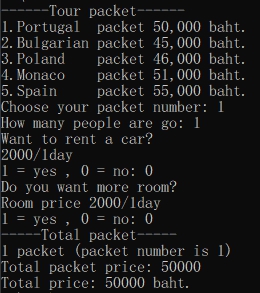 ------Tour packet------
1.Portugal packet 50,000 baht.
2.Bulgarian packet 45,000 baht.
3.Poland packet 46,000 baht.
4.Monaco packet 51,000 baht.
5.Spain packet 55,000 baht.
Choose your packet number: 1
How many people are go: 1
Want to rent a car?
2000/1day
1 = yes , 0 = no: 0
Do you want more room?
Room price 2000/1day
1 = yes , 0 = no: 0
-----Total packet-----
1 packet (packet number is 1)
Total packet price: 50000
Total price: 50000 baht.